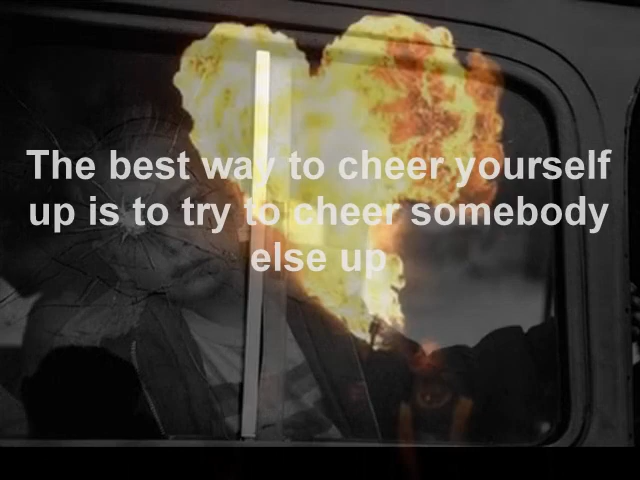 The best way to cheer yourself
up is to try to cheer somebody
else up